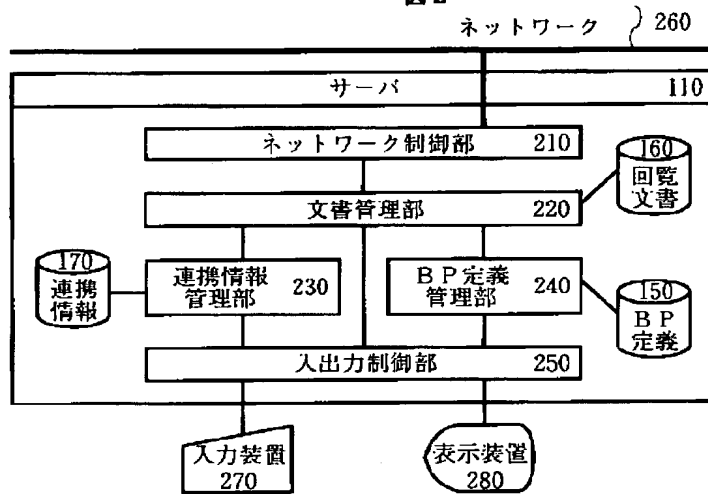 ネットワーク 260
サーバ 110
ネットワーク制御部 210
160
回覧
文書
文書管理部 220
170
連携
情報
連携情報
管理部 230
BP定義
管理部 240
150
BP
定義
入出力制御部 250
入力装置
270
表示装置
280